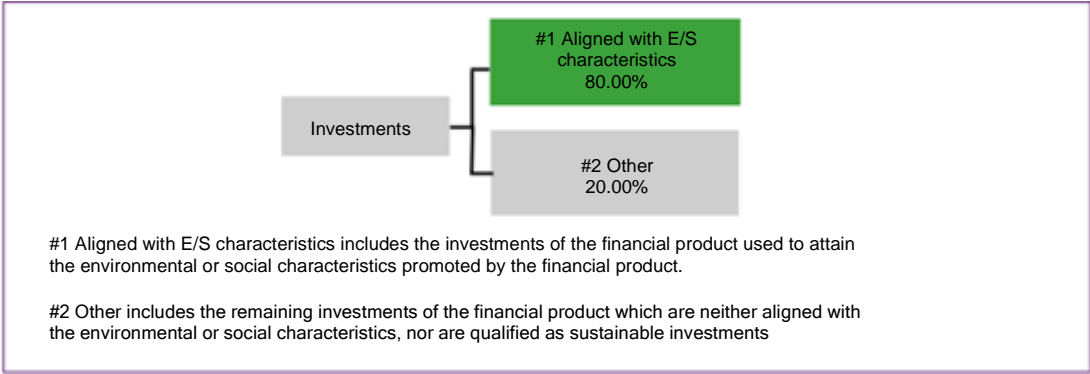 #1 Aligned with E/S
characteristics
80.00%
Investments
#2 Other
20.00%
#1 Aligned with E/S characteristics includes the investments of the financial product used to attain
the environmental or social characteristics promoted by the financial product.
#2 Other includes the remaining investments of the financial product which are neither aligned with
the environmental or social characteristics, nor are qualified as sustainable investments